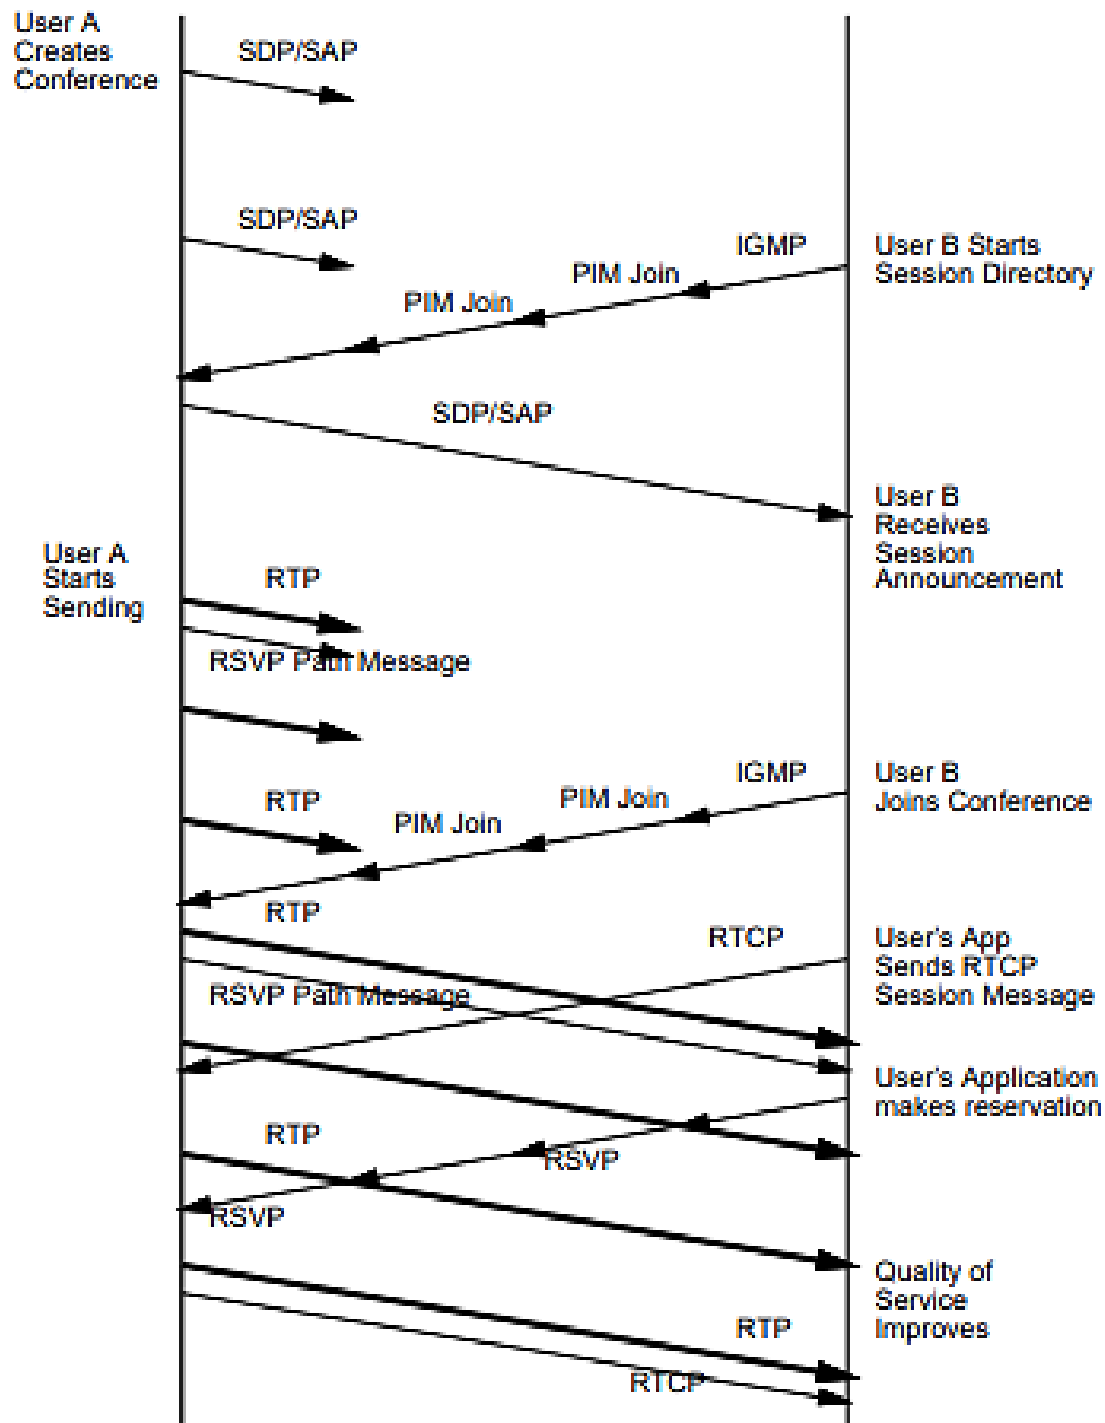 User A
Creates
Conference
SDP/SAP
SDP/SAP
IGMP
User B Starts
Session Directory
PIM Join
PIM Join
SDP/SAP
User B
Receives
Session
Announcement
User A
Starts
Sending
RTP
RSVP Path Message
IGMP
User B
Joins Conference
PIM Join
RTP
PIM Join
RTP
RTCP
User's App
Sends RTCP
Session Message
RSVP Path Message
User's Application
makes reservation
RTP
RSVP
RSVP
Quality of
Service
Improves
RTP
RTCP